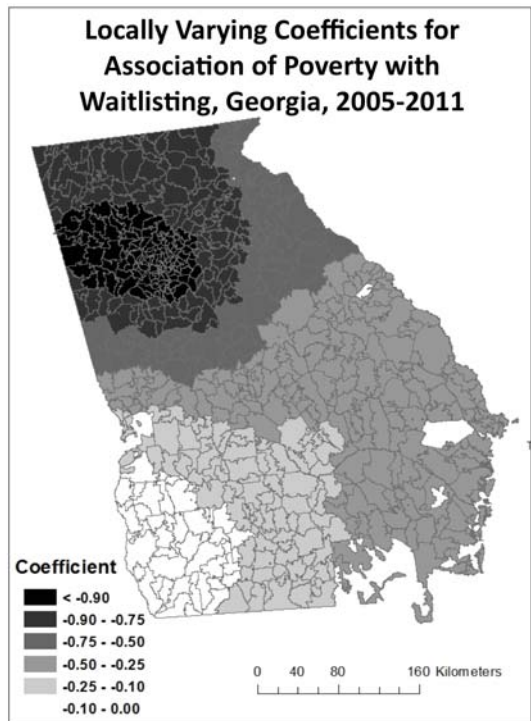 Locally Varying Coefficients for
Association of Poverty with
Waitlisting, Georgia, 2005-2011
Coefficient
< -0.90
-0.90 - -0.75
-0.75 - -0.50
-0.50 - -0.25
-0.25 - -0.10
-0.10 - 0.00
0 40 80 160 Kilometers